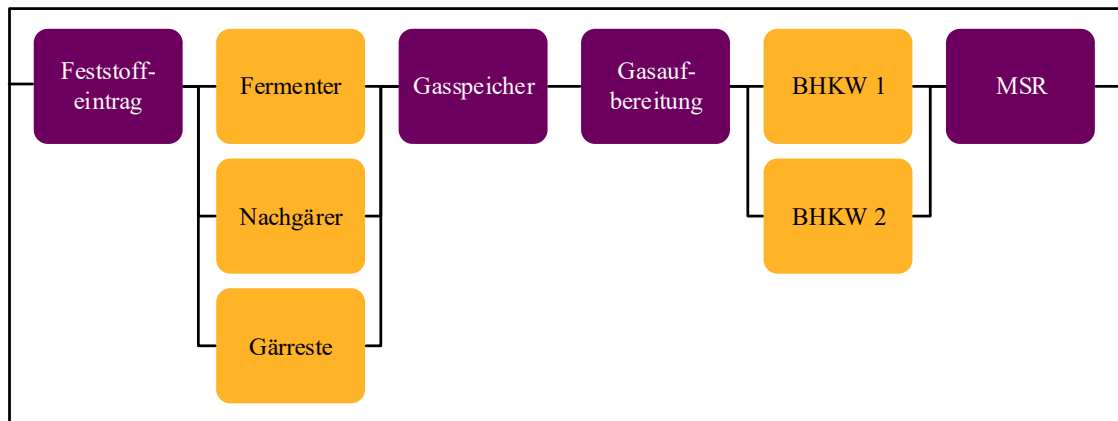 Feststoff-
eintrag
Fermenter
Gasspeicher
Gasauf-
bereitung
BHKW 1
MSR
Nachgärer
BHKW 2
Gärreste